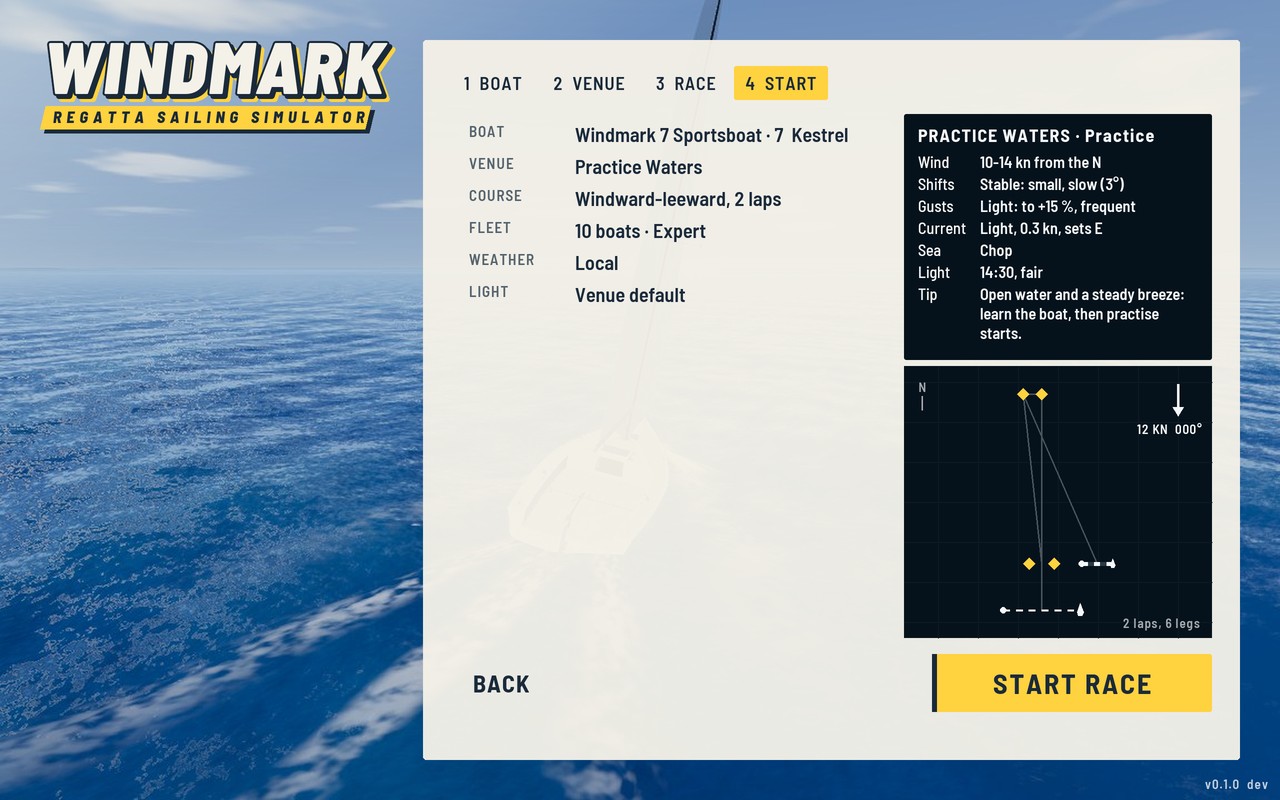 WINDMARK
REGATTA SAILING SIMULATOR
1 BOAT 2 VENUE 3 RACE 4 START
BOAT Windmark 7 Sportsboat · 7 Kestrel
VENUE Practice Waters
COURSE Windward-leeward, 2 laps
FLEET 10 boats · Expert
WEATHER Local
LIGHT Venue default
PRACTICE WATERS · Practice
Wind 10-14 kn from the N
Shifts Stable: small, slow (3°)
Gusts Light: to +15 %, frequent
Current Light, 0.3 kn, sets E
Sea Chop
Light 14:30, fair
Tip Open water and a steady breeze:
learn the boat, then practise
starts.
N
12 KN 000°
2 laps, 6 legs
BACK
START RACE
v0.1.0 dev